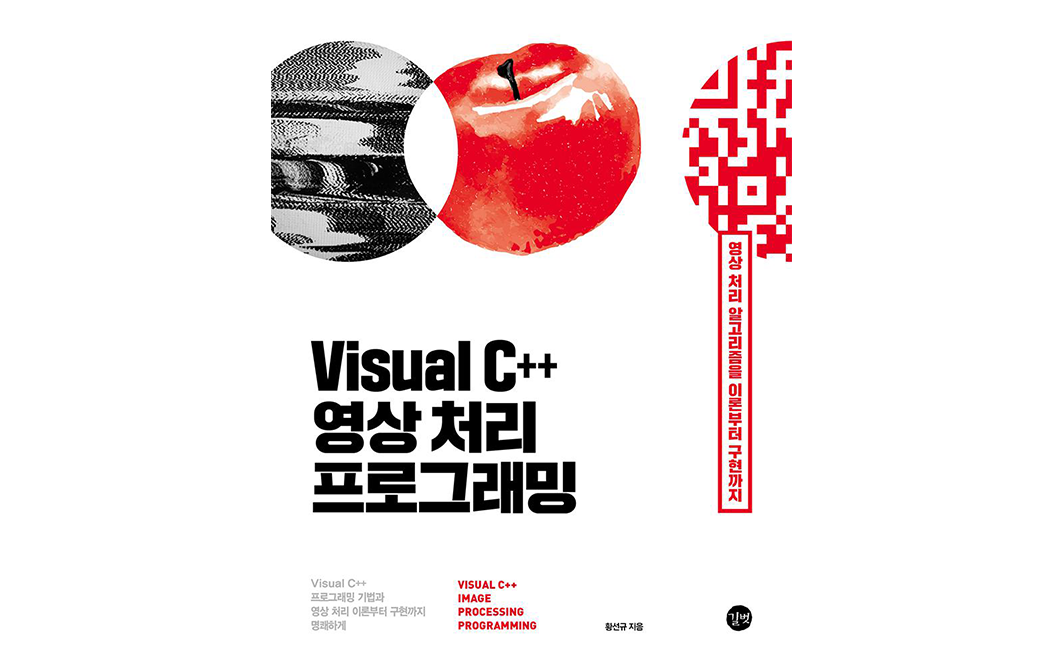 Visual C++
영상 처리
프로그래밍
영상 처리 알고리즘을 이론부터 구현까지
Visual C++
프로그래밍 기법과
영상 처리 이론부터 구현까지
명쾌하게
VISUAL C++
IMAGE
PROCESSING
PROGRAMMING
황선규 지음
길벗